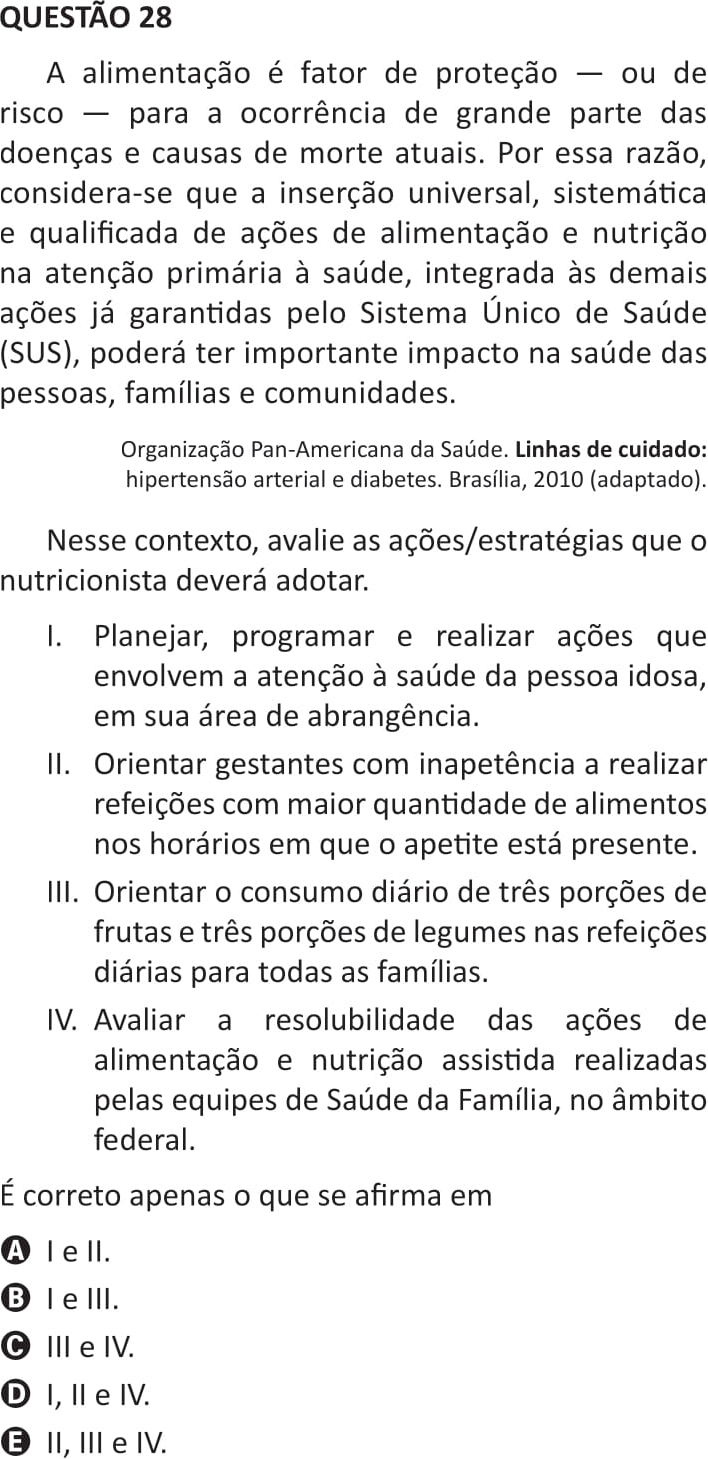 QUESTÃO 28
A alimentação é fator de proteção — ou de
risco — para a ocorrência de grande parte das
doenças e causas de morte atuais. Por essa razão,
considera-se que a inserção universal, sistemática
e qualificada de ações de alimentação e nutrição
na atenção primária à saúde, integrada às demais
ações já garantidas pelo Sistema Único de Saúde
(SUS), poderá ter importante impacto na saúde das
pessoas, famílias e comunidades.
Organização Pan-Americana da Saúde. Linhas de cuidado:
hipertensão arterial e diabetes. Brasília, 2010 (adaptado).
Nesse contexto, avalie as ações/estratégias que o
nutricionista deverá adotar.
I. Planejar, programar e realizar ações que
envolvem a atenção à saúde da pessoa idosa,
em sua área de abrangência.
II. Orientar gestantes com inapetência a realizar
refeições com maior quantidade de alimentos
nos horários em que o apetite está presente.
III. Orientar o consumo diário de três porções de
frutas e três porções de legumes nas refeições
diárias para todas as famílias.
IV. Avaliar a resolubilidade das ações de
alimentação e nutrição assistida realizadas
pelas equipes de Saúde da Família, no âmbito
federal.
É correto apenas o que se afirma em
A I e II.
B I e III.
C III e IV.
D I, II e IV.
E II, III e IV.